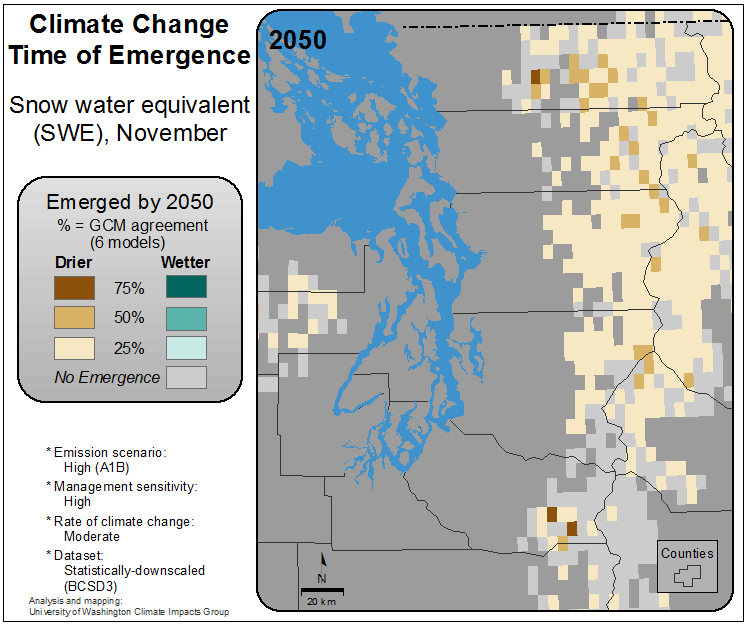 Climate Change
Time of Emergence
Snow water equivalent
(SWE), November
Emerged by 2050
% = GCM agreement
(6 models)
Drier Wetter
75%
50%
25%
No Emergence
* Emission scenario:
High (A1B)
* Management sensitivity:
High
* Rate of climate change:
Moderate
* Dataset:
Statistically-downscaled
(BCSD3)
Analysis and mapping:
University of Washington Climate Impacts Group
2050
N
20 km
Counties